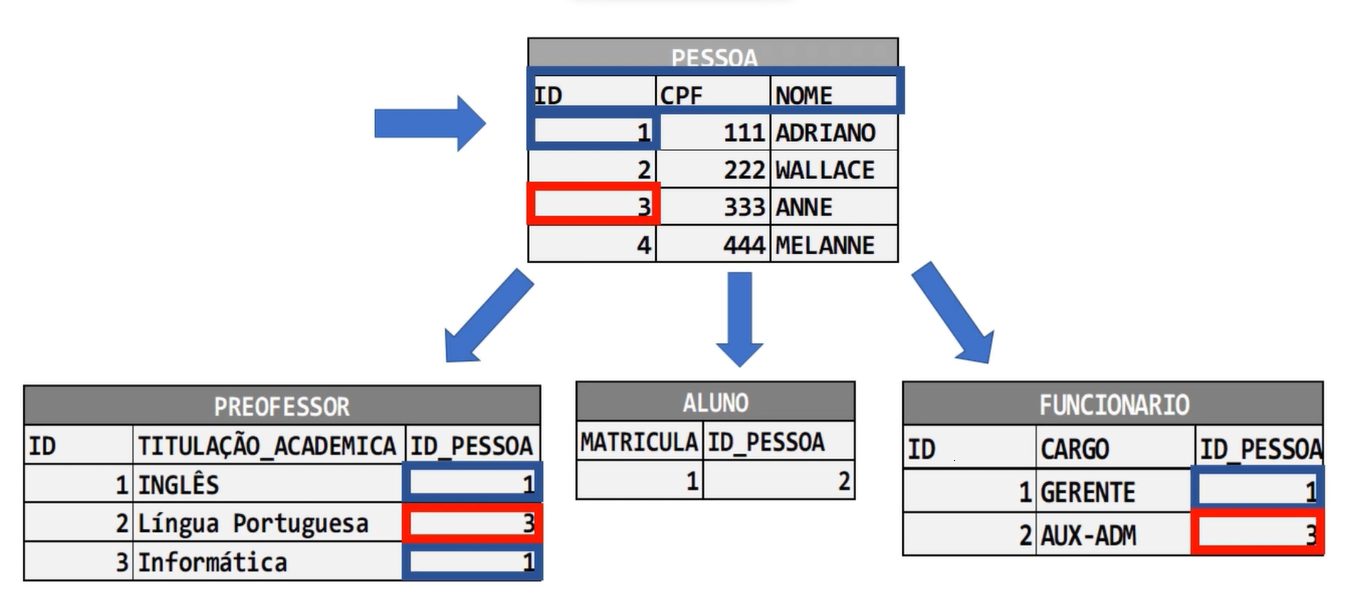 PESSOA
ID CPF NOME
1 111 ADRIANO
2 222 WALLACE
3 333 ANNE
4 444 MELANNE
PREOFESSOR
ID TITULAÇÃO_ACADEMICA ID_PESSOA
1 INGLÊS 1
2 Língua Portuguesa 3
3 Informática 1
ALUNO
MATRICULA ID_PESSOA
1 2
FUNCIONARIO
ID CARGO ID_PESSOA
1 GERENTE 1
2 AUX-ADM 3